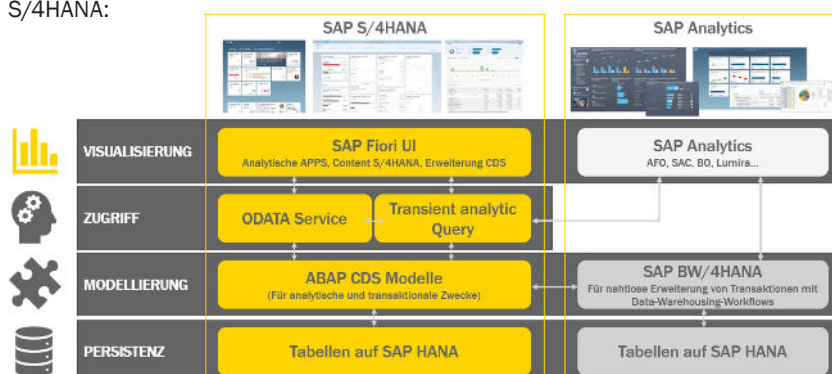 S/4HANA:
SAP S/4HANA
SAP Analytics
VISUALISIERUNG
SAP Fiori UI
Analytische APPS, Content S/4HANA, Erweiterung CDS
SAP Analytics
AFO, SAC, BO, Lumira...
ZUGRIFF
ODATA Service
Transient analytic
Query
MODELLIERUNG
ABAP CDS Modelle
(Für analytische und transaktionale Zwecke)
SAP BW/4HANA
Für nahtlose Erweiterung von Transaktionen mit
Data-Warehousing-Workflows
PERSISTENZ
Tabellen auf SAP HANA
Tabellen auf SAP HANA